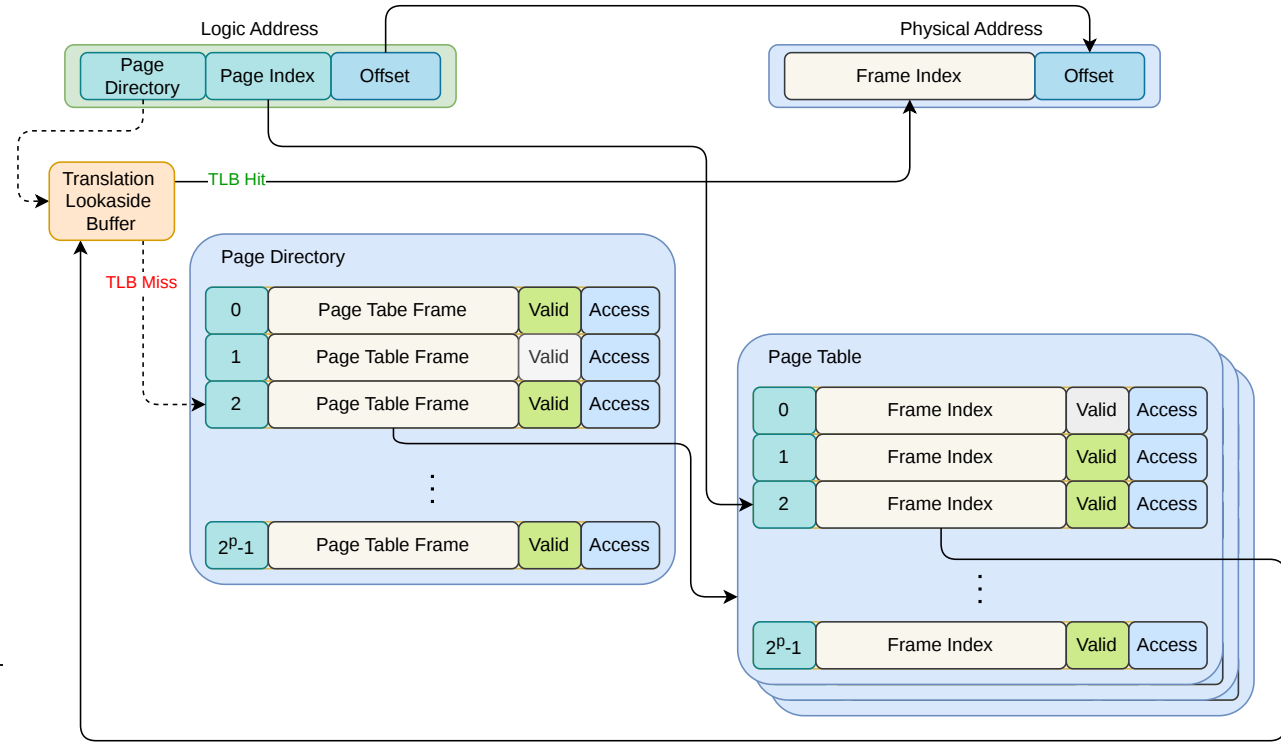 Logic Address
Physical Address
Page
Directory
Page Index
Offset
Frame Index
Offset
Translation
Lookaside
Buffer
TLB Hit
TLB Miss
Page Directory
0 Page Tabe Frame Valid Access
1 Page Table Frame Valid Access
2 Page Table Frame Valid Access
⋮
2ᵖ-1 Page Table Frame Valid Access
Page Table
0 Frame Index Valid Access
1 Frame Index Valid Access
2 Frame Index Valid Access
⋮
2ᵖ-1 Frame Index Valid Access